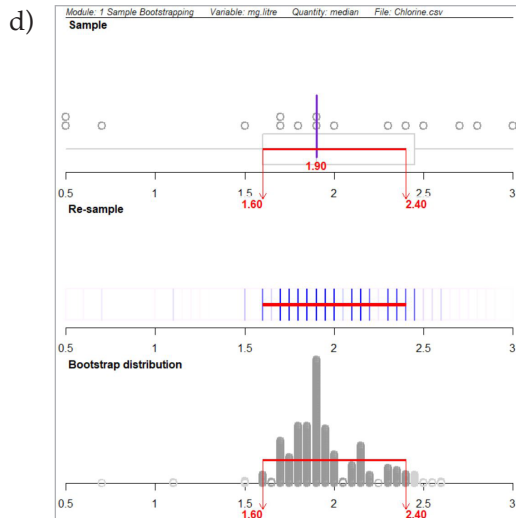 d)
Module: 1 Sample Bootstrapping Variable: mg.litre Quantity: median File: Chlorine.csv
Sample
1.90
0.5 1 1.5 2 2.5 3
1.60 2.40
Re-sample
0.5 1 1.5 2 2.5 3
Bootstrap distribution
0.5 1 1.5 2 2.5 3
1.60 2.40